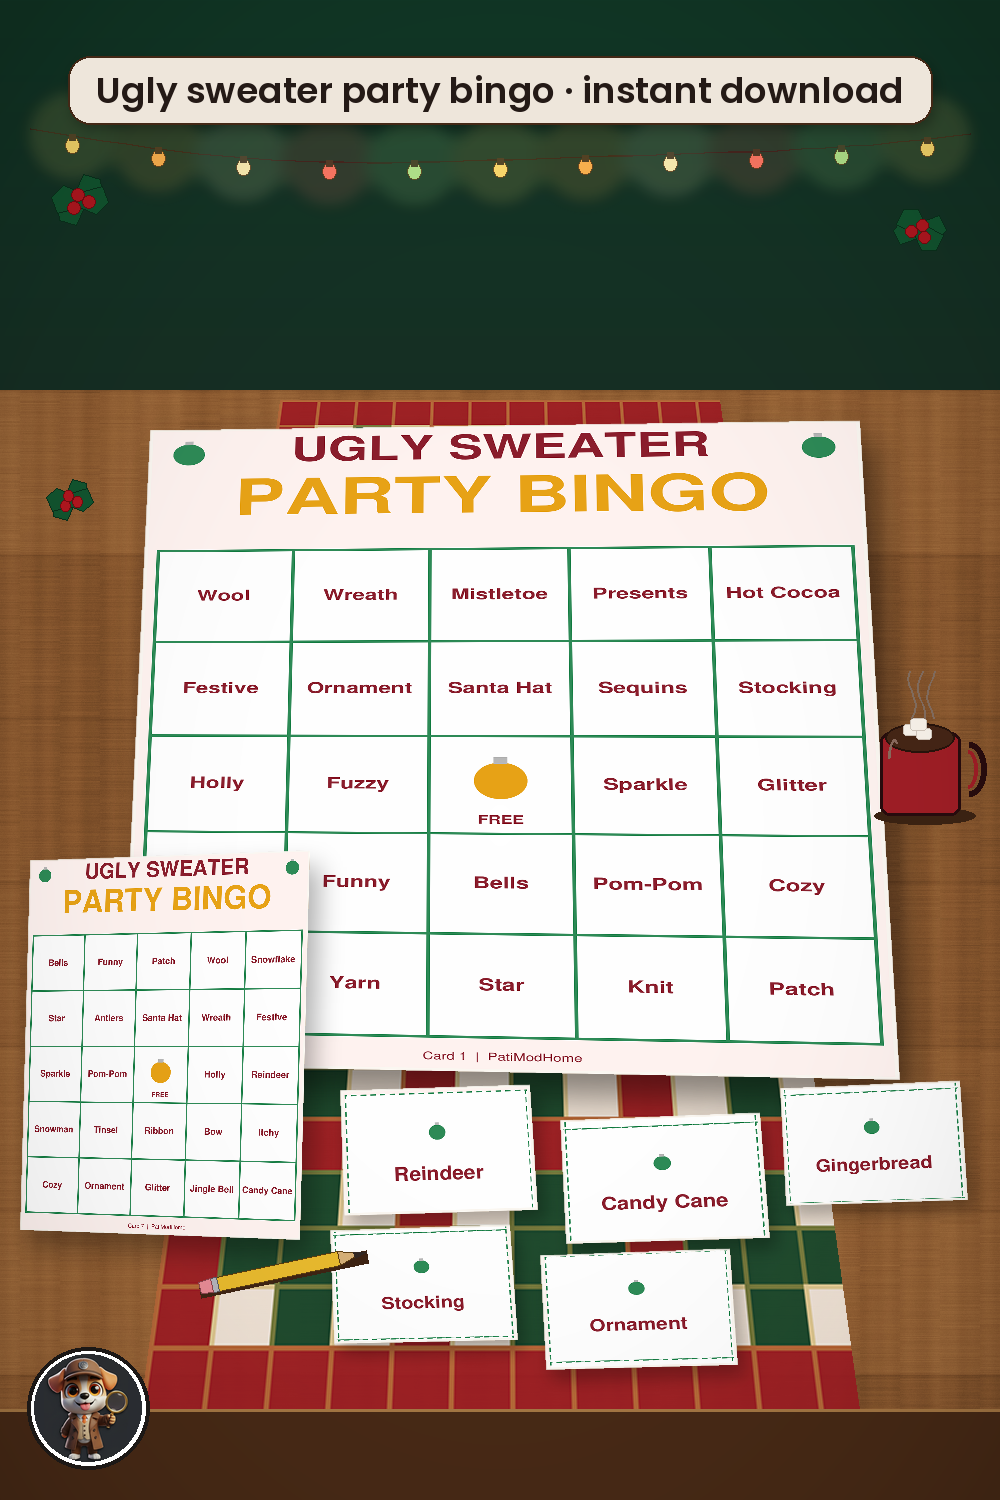 Ugly sweater party bingo · instant download
UGLY SWEATER
PARTY BINGO
Wool Wreath Mistletoe Presents Hot Cocoa
Festive Ornament Santa Hat Sequins Stocking
Holly Fuzzy FREE Sparkle Glitter
Funny Bells Pom-Pom Cozy
Yarn Star Knit Patch
Card 1 | PatiModHome
UGLY SWEATER
PARTY BINGO
Bells Funny Patch Wool Snowflake
Star Antlers Santa Hat Wreath Festive
Sparkle Pom-Pom FREE Holly Reindeer
Snowman Tinsel Ribbon Bow Itchy
Cozy Ornament Glitter Jingle Bell Candy Cane
Card 7 | PatiModHome
Reindeer
Candy Cane
Gingerbread
Stocking
Ornament